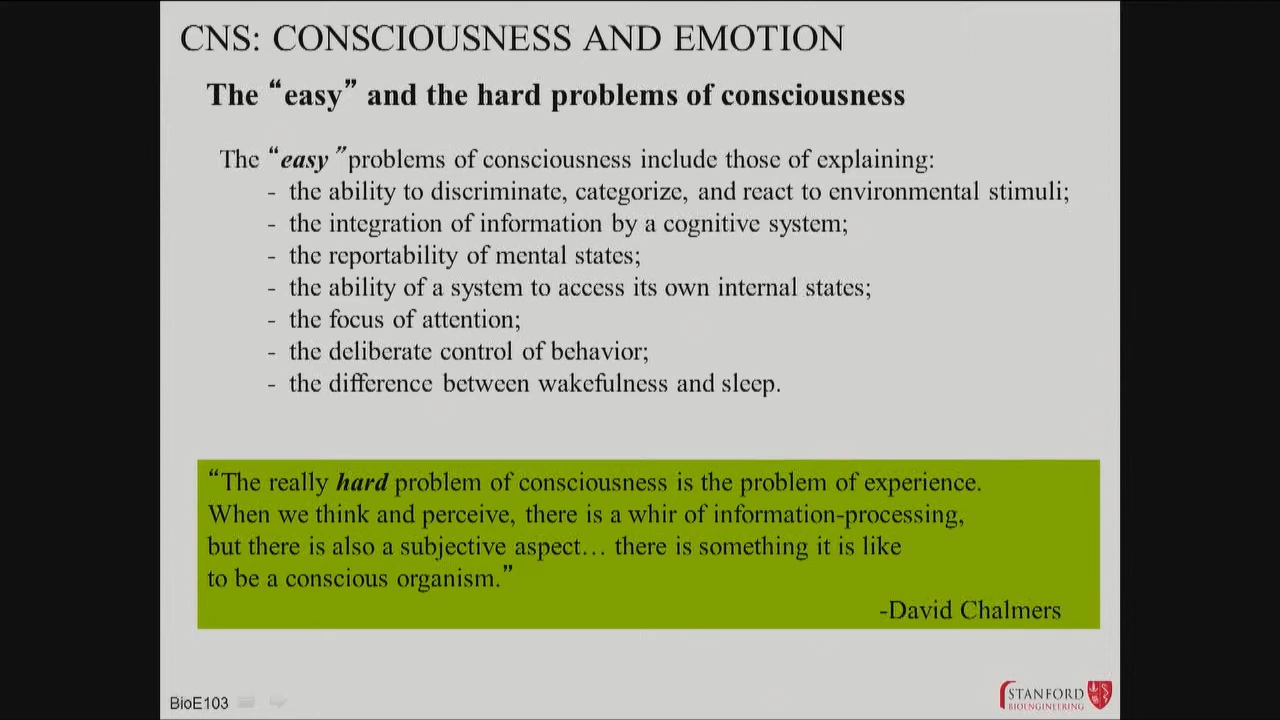 CNS: CONSCIOUSNESS AND EMOTION
The “easy” and the hard problems of consciousness
The “easy” problems of consciousness include those of explaining:
- the ability to discriminate, categorize, and react to environmental stimuli;
- the integration of information by a cognitive system;
- the reportability of mental states;
- the ability of a system to access its own internal states;
- the focus of attention;
- the deliberate control of behavior;
- the difference between wakefulness and sleep.
“The really hard problem of consciousness is the problem of experience.
When we think and perceive, there is a whir of information-processing,
but there is also a subjective aspect… there is something it is like
to be a conscious organism.”
-David Chalmers
BioE103
STANFORD
BIOENGINEERING